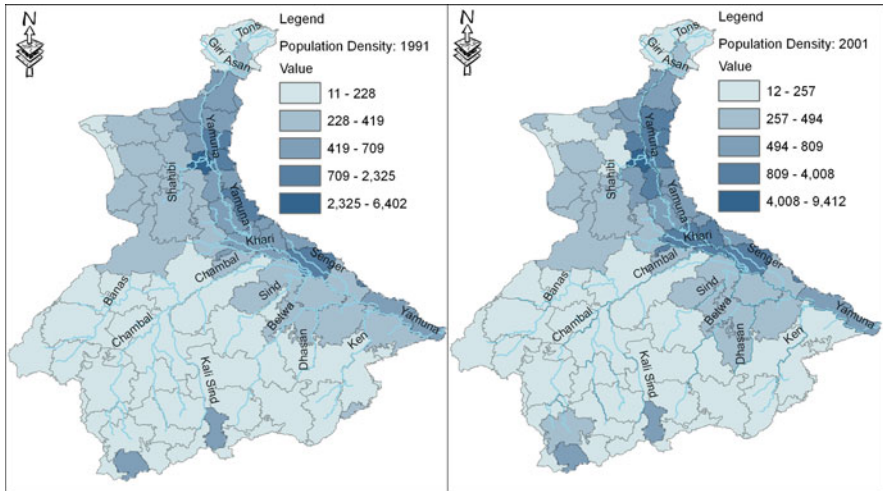 N
Legend
Population Density: 1991
Value
11 - 228
228 - 419
419 - 709
709 - 2,325
2,325 - 6,402
Tons
Giri
Asan
Yamuna
Shahibi
Yamuna
Khari
Senger
Chambal
Banas
Sind
Betwa
Chambal
Yamuna
Ken
Dhasan
Kali Sind
N
Legend
Population Density: 2001
Value
12 - 257
257 - 494
494 - 809
809 - 4,008
4,008 - 9,412
Tons
Giri
Asan
Yamuna
Shahibi
Yamuna
Khari
Senger
Chambal
Banas
Sind
Betwa
Chambal
Yamuna
Ken
Dhasan
Kali Sind